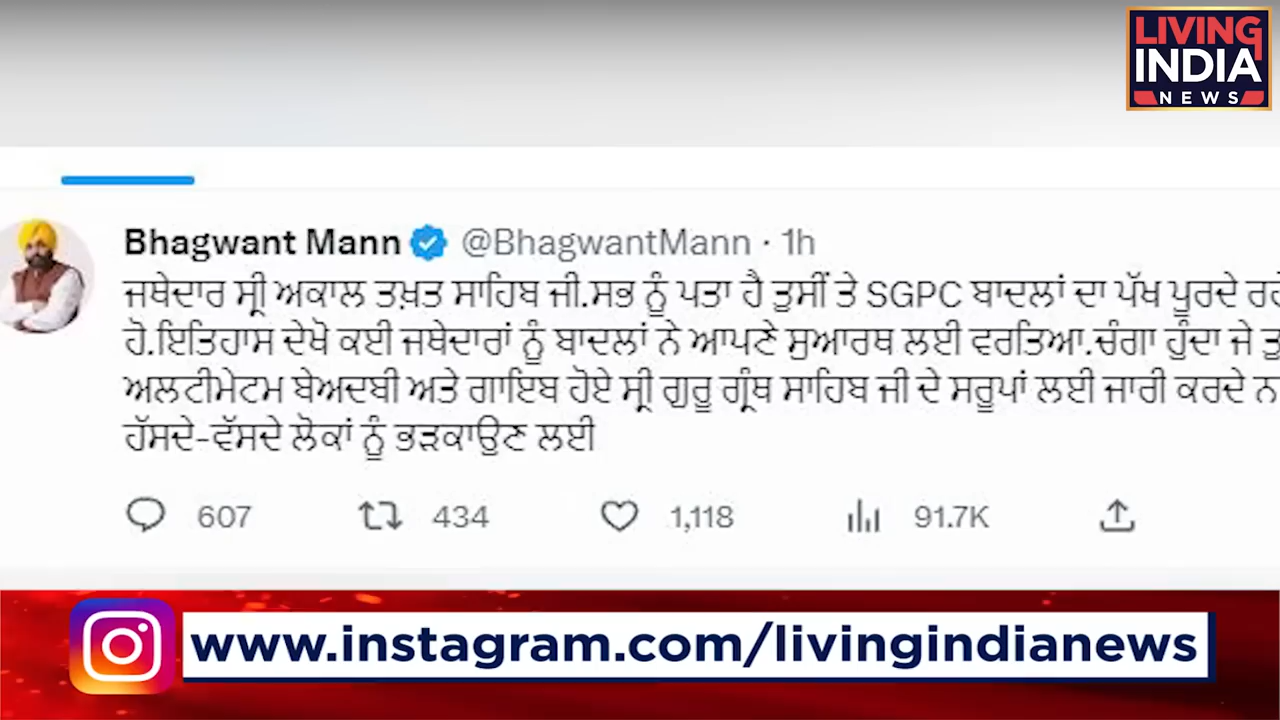 LIVING
INDIA
NEWS
Bhagwant Mann @BhagwantMann · 1h
ਜਥੇਦਾਰ ਸ੍ਰੀ ਅਕਾਲ ਤਖ਼ਤ ਸਾਹਿਬ ਜੀ.ਸਭ ਨੂੰ ਪਤਾ ਹੈ ਤੁਸੀਂ ਤੇ SGPC ਬਾਦਲਾਂ ਦਾ ਪੱਖ ਪੂਰਦੇ
ਹੋ.ਇਤਿਹਾਸ ਦੇਖੋ ਕਈ ਜਥੇਦਾਰਾਂ ਨੂੰ ਬਾਦਲਾਂ ਨੇ ਆਪਣੇ ਸੁਆਰਥ ਲਈ ਵਰਤਿਆ.ਚੰਗਾ ਹੁੰਦਾ ਜੇ
ਅਲਟੀਮੇਟਮ ਬੇਅਦਬੀ ਅਤੇ ਗਾਇਬ ਹੋਏ ਸ੍ਰੀ ਗੁਰੂ ਗ੍ਰੰਥ ਸਾਹਿਬ ਜੀ ਦੇ ਸਰੂਪਾਂ ਲਈ ਜਾਰੀ ਕਰਦੇ
ਹੱਸਦੇ-ਵੱਸਦੇ ਲੋਕਾਂ ਨੂੰ ਭੜਕਾਉਣ ਲਈ
607 434 1,118 91.7K
www.instagram.com/livingindianews